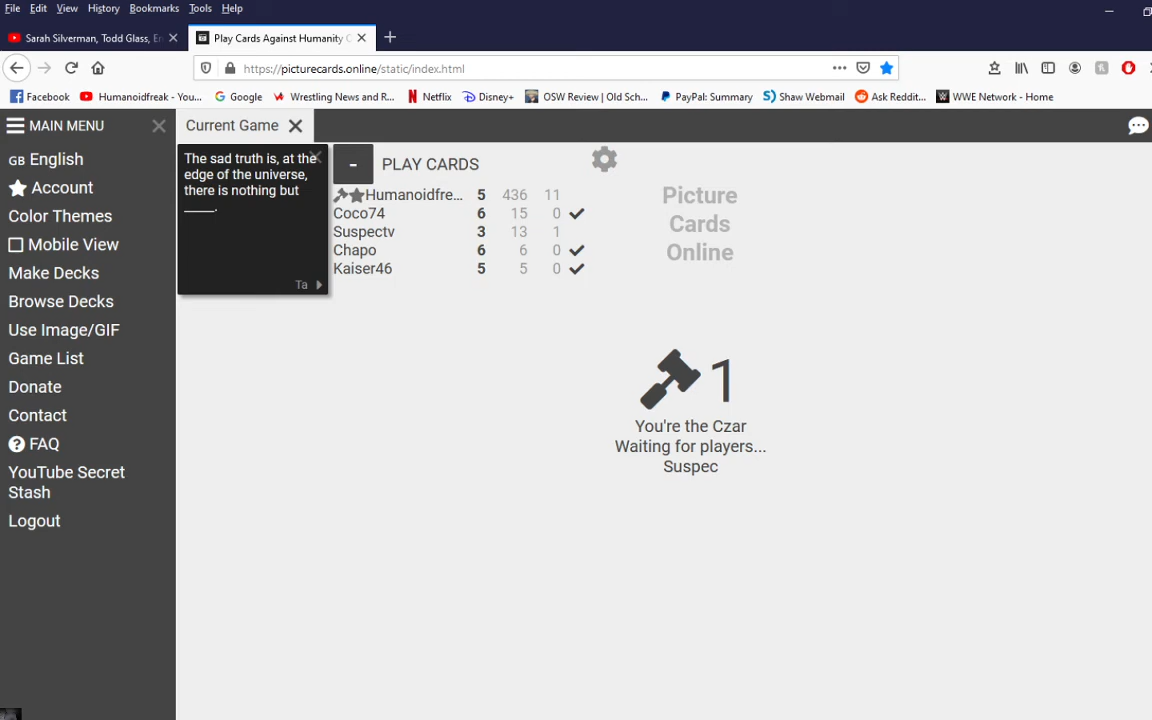 File Edit View History Bookmarks Tools Help
Sarah Silverman, Todd Glass, Er
Play Cards Against Humanity O
https://picturecards.online/static/index.html
Facebook Humanoidfreak - You... Google Wrestling News and R... Netflix Disney+ OSW Review | Old Sch... PayPal: Summary Shaw Webmail Ask Reddit... WWE Network - Home
MAIN MENU
Current Game
GB English
Account
Color Themes
Mobile View
Make Decks
Browse Decks
Use Image/GIF
Game List
Donate
Contact
FAQ
YouTube Secret
Stash
Logout
The sad truth is, at the
edge of the universe,
there is nothing but
_____.
Ta
- PLAY CARDS
Humanoidfre... 5 436 11
Coco74 6 15 0
Suspectv 3 13 1
Chapo 6 6 0
Kaiser46 5 5 0
Picture
Cards
Online
1
You're the Czar
Waiting for players...
Suspec